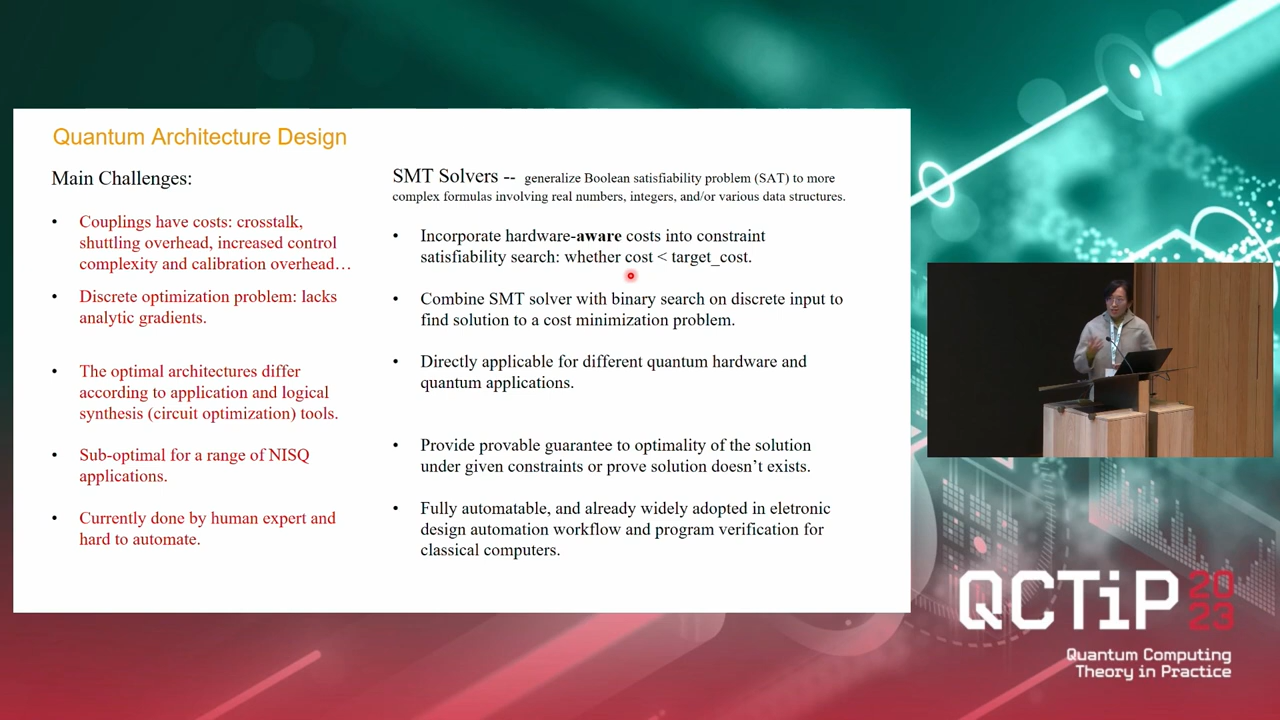 Quantum Architecture Design
Main Challenges:
• Couplings have costs: crosstalk,
shuttling overhead, increased control
complexity and calibration overhead…
• Discrete optimization problem: lacks
analytic gradients.
• The optimal architectures differ
according to application and logical
synthesis (circuit optimization) tools.
• Sub-optimal for a range of NISQ
applications.
• Currently done by human expert and
hard to automate.
SMT Solvers -- generalize Boolean satisfiability problem (SAT) to more
complex formulas involving real numbers, integers, and/or various data structures.
• Incorporate hardware-aware costs into constraint
satisfiability search: whether cost < target_cost.
• Combine SMT solver with binary search on discrete input to
find solution to a cost minimization problem.
• Directly applicable for different quantum hardware and
quantum applications.
• Provide provable guarantee to optimality of the solution
under given constraints or prove solution doesn't exists.
• Fully automatable, and already widely adopted in eletronic
design automation workflow and program verification for
classical computers.
QCTiP 20
23
Quantum Computing
Theory in Practice